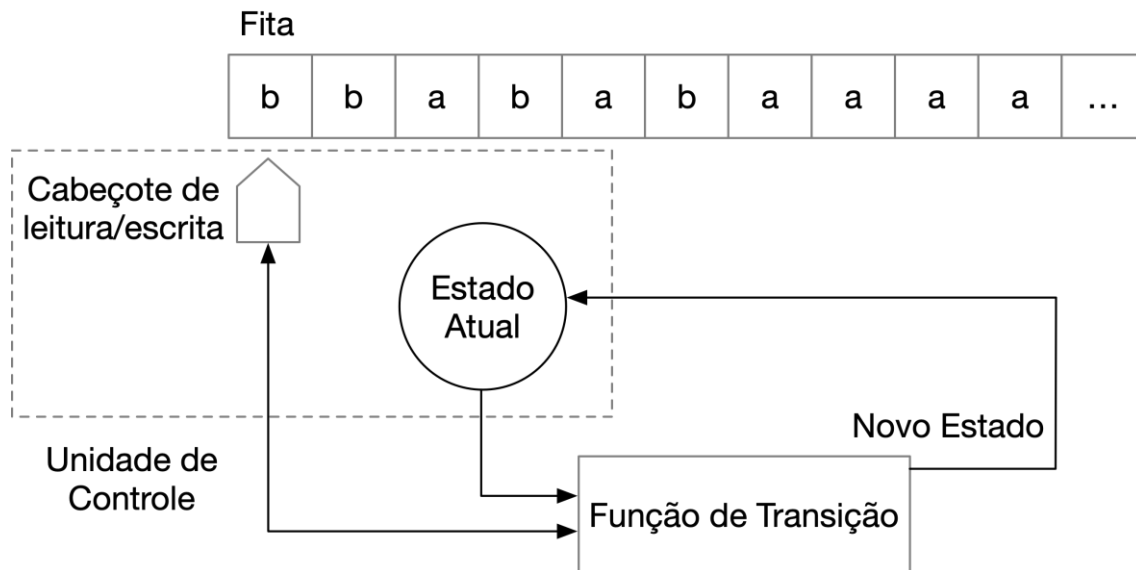 Fita
b b a b a b a a a a ...
Cabeçote de
leitura/escrita
Estado
Atual
Novo Estado
Unidade de
Controle
Função de Transição